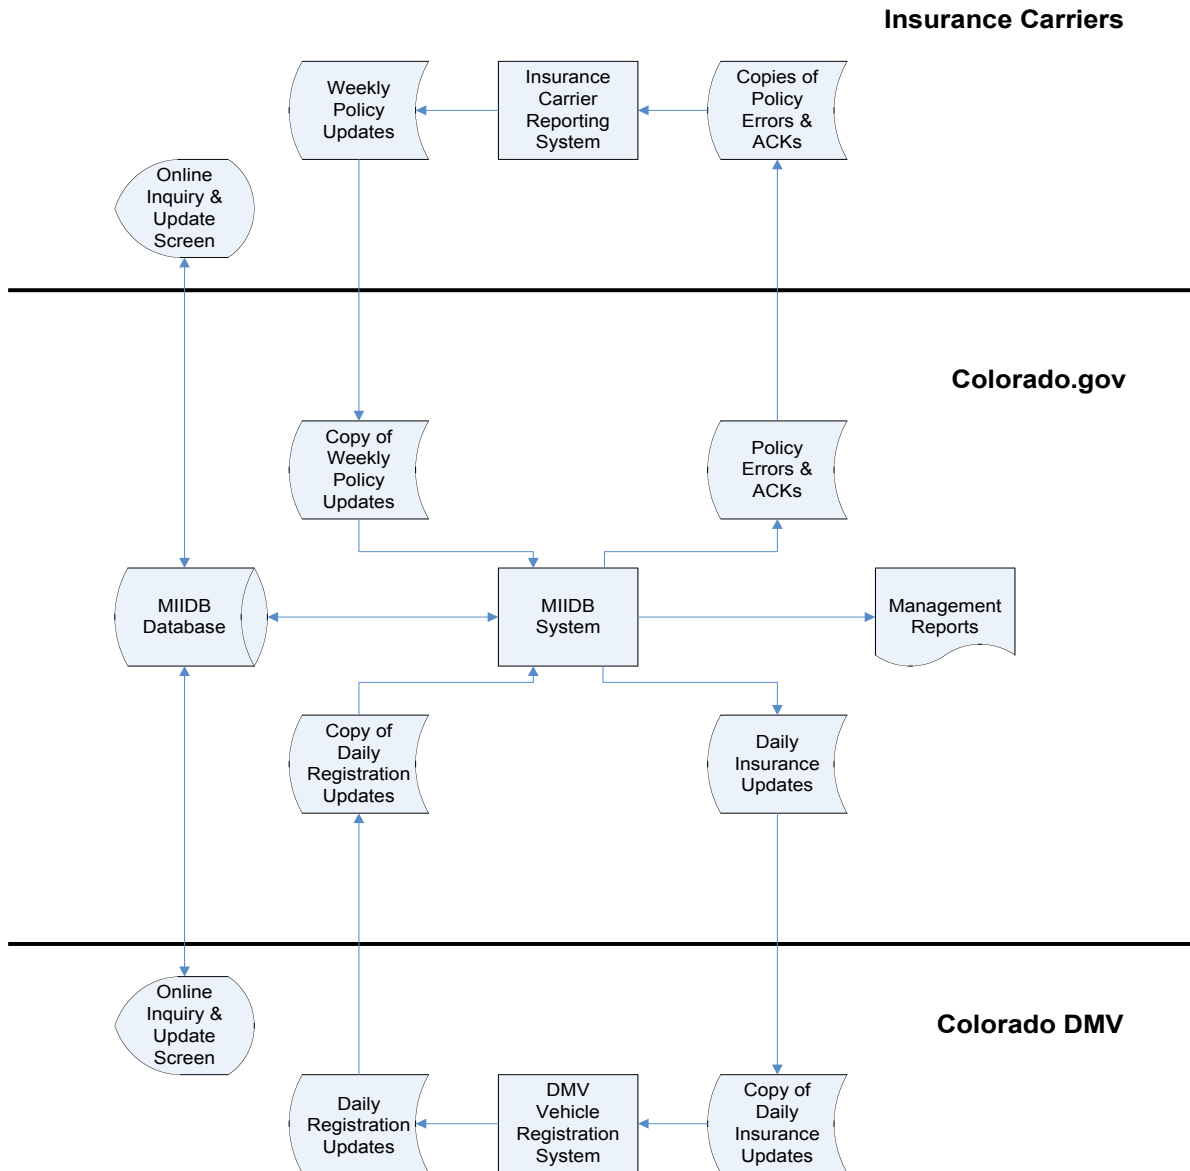 Insurance Carriers
Weekly
Policy
Updates
Insurance
Carrier
Reporting
System
Copies of
Policy
Errors &
ACKs
Online
Inquiry &
Update
Screen
Colorado.gov
Copy of
Weekly
Policy
Updates
Policy
Errors &
ACKs
MIIDB
Database
MIIDB
System
Management
Reports
Copy of
Daily
Registration
Updates
Daily
Insurance
Updates
Online
Inquiry &
Update
Screen
Colorado DMV
Daily
Registration
Updates
DMV
Vehicle
Registration
System
Copy of
Daily
Insurance
Updates